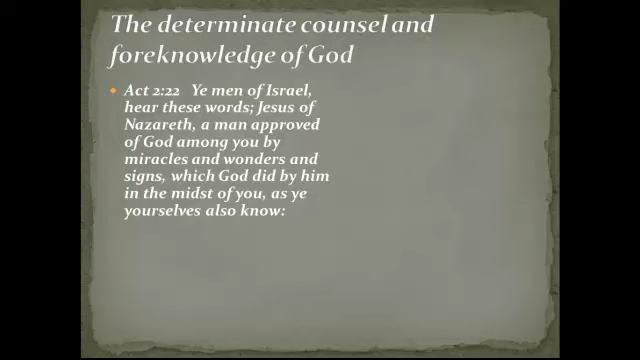 The determinate counsel and
foreknowledge of God
• Act 2:22 Ye men of Israel,
hear these words; Jesus of
Nazareth, a man approved
of God among you by
miracles and wonders and
signs, which God did by him
in the midst of you, as ye
yourselves also know: